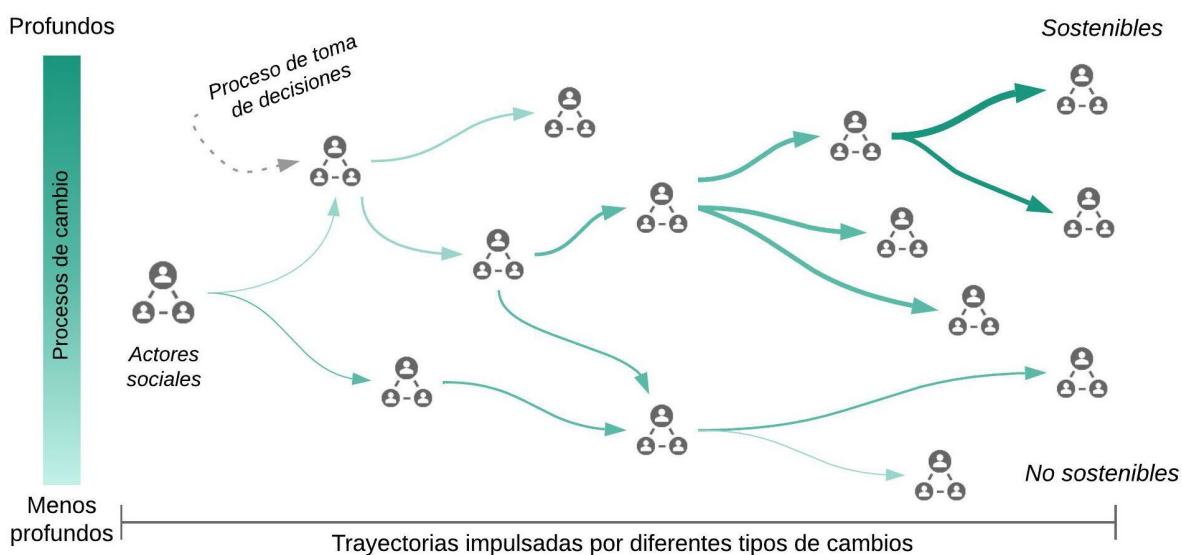 Profundos
Procesos de cambio
Menos
profundos
Proceso de toma
de decisiones
Actores
sociales
Sostenibles
No sostenibles
Trayectorias impulsadas por diferentes tipos de cambios